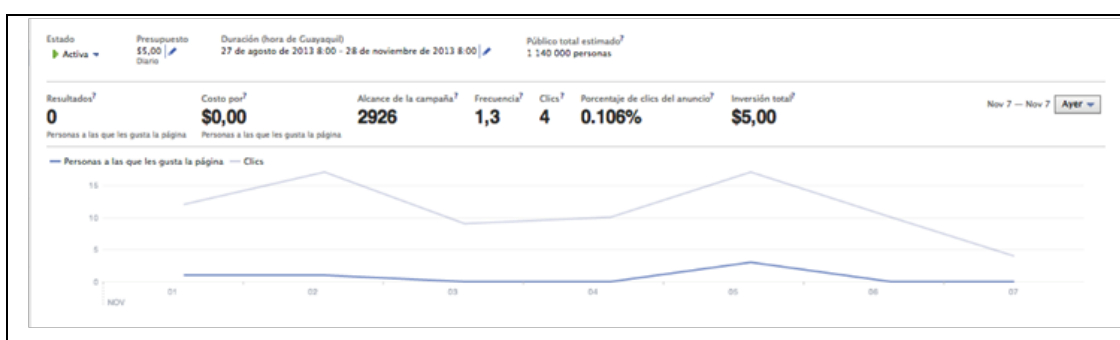 Estado Presupuesto Duración (hora de Guayaquil) Público total estimado?
Activa $5,00 27 de agosto de 2013 8:00 - 28 de noviembre de 2013 8:00 1 140 000 personas
Diario
Resultados? Costo por? Alcance de la campaña? Frecuencia? Clics? Porcentaje de clics del anuncio? Inversión total?
0 $0,00 2926 1,3 4 0.106% $5,00 Nov 7 — Nov 7 Ayer
Personas a las que les gusta la página Personas a las que les gusta la página
Personas a las que les gusta la página Clics
15
10
5
0
01 02 03 04 05 06 07
NOV